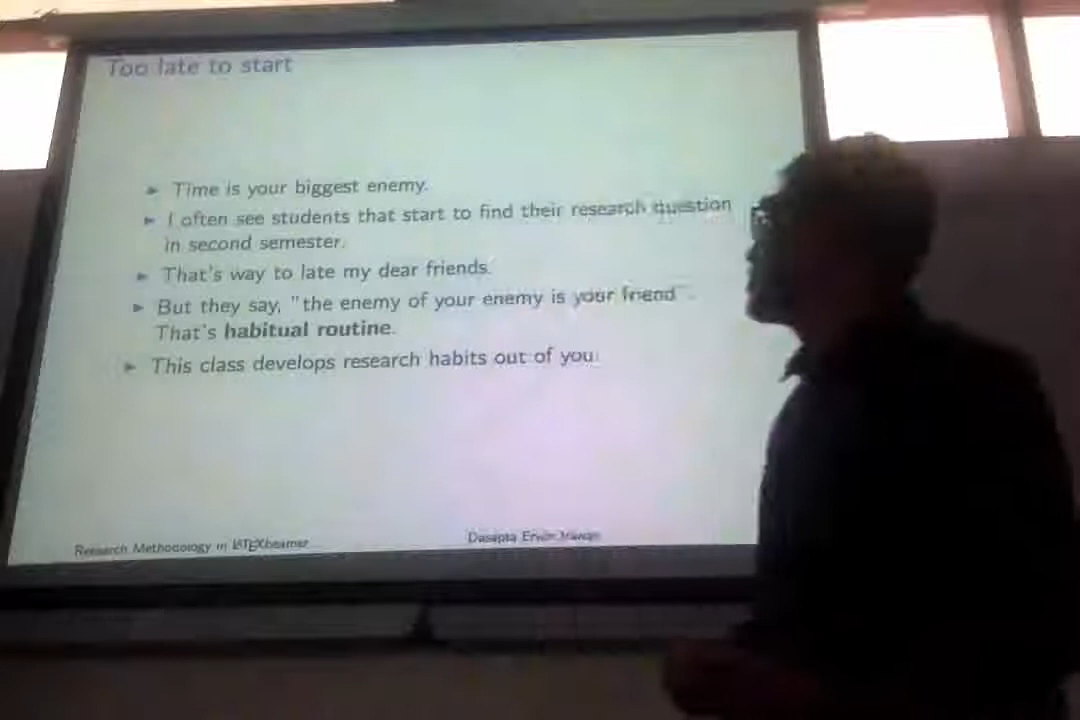 Too late to start
► Time is your biggest enemy.
► I often see students that start to find their research question
in second semester.
► That's way to late my dear friends.
► But they say, "the enemy of your enemy is your friend".
That's habitual routine.
► This class develops research habits out of you.
Research Methodology in LATEXbeamer
Dasapta Erwin Irawan